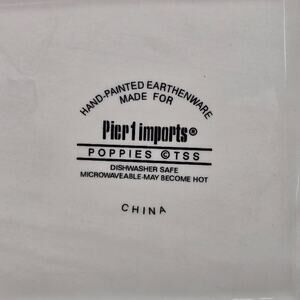 HAND-PAINTED EARTHENWARE
MADE FOR
Pier 1 imports®
POPPIES ©TSS
DISHWASHER SAFE
MICROWAVEABLE-MAY BECOME HOT
CHINA